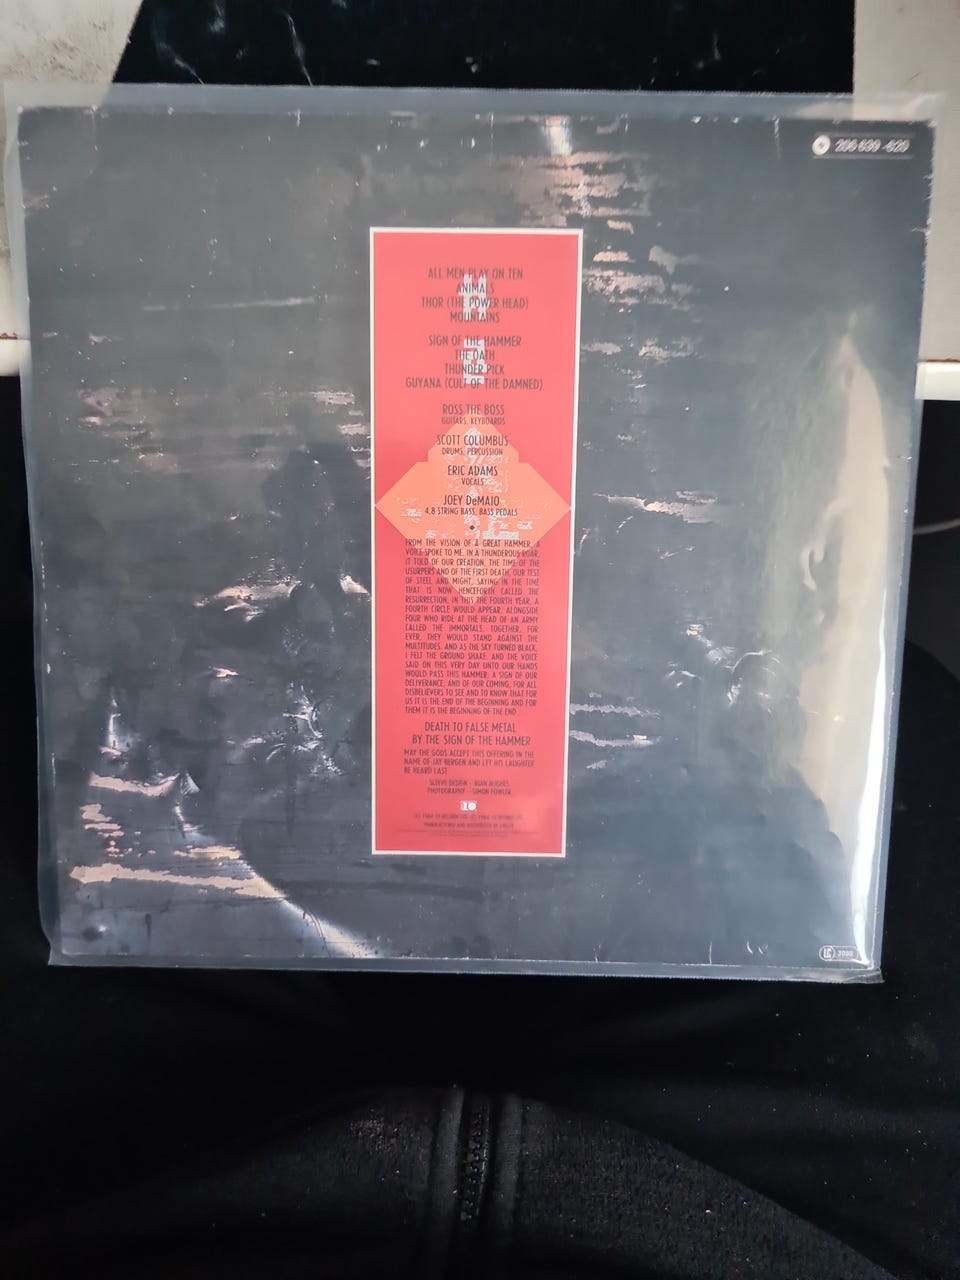 206 639 -620
ALL MEN PLAY ON TEN
ANIMALS
THOR (THE POWER HEAD)
MOUNTAINS
SIGN OF THE HAMMER
THE OATH
THUNDER PICK
GUYANA (CULT OF THE DAMNED)
ROSS THE BOSS
GUITARS, KEYBOARDS
SCOTT COLUMBUS
DRUMS, PERCUSSION
ERIC ADAMS
VOCALS
JOEY DeMAIO
4, 8 STRING BASS, BASS PEDALS
FROM THE VISION OF A GREAT HAMMER, A
VOICE SPOKE TO ME. IN A THUNDEROUS ROAR,
IT TOLD OF OUR CREATION, THE TIME OF THE
USURPERS AND OF THE FIRST DEATH, OUR TEST
OF STEEL AND MIGHT, SAYING IN THE TIME
THAT IS NOW HENCEFORTH CALLED THE
RESURRECTION, IN THIS THE FOURTH YEAR, A
FOURTH CIRCLE WOULD APPEAR, ALONGSIDE
FOUR WHO RIDE AT THE HEAD OF AN ARMY
CALLED THE IMMORTALS. TOGETHER, FOR
EVER, THEY WOULD STAND AGAINST THE
MULTITUDES. AND AS THE SKY TURNED BLACK,
I FELT THE GROUND SHAKE, AND THE VOICE
SAID ON THIS VERY DAY UNTO OUR HANDS
WOULD PASS THIS HAMMER: A SIGN OF OUR
DELIVERANCE, AND OF OUR COMING, FOR ALL
DISBELIEVERS TO SEE AND TO KNOW THAT FOR
US IT IS THE END OF THE BEGINNING AND FOR
THEM IT IS THE BEGINNING OF THE END
DEATH TO FALSE METAL
BY THE SIGN OF THE HAMMER
MAY THE GODS ACCEPT THIS OFFERING IN THE
NAME OF JAY BERGEN AND LET HIS LAUGHTER
BE HEARD LAST.
SLEEVE DESIGN - ALAN HUGHES
PHOTOGRAPHY - SIMON FOWLER
10
MANUFACTURED AND DISTRIBUTED BY VIRGIN
LC 3098